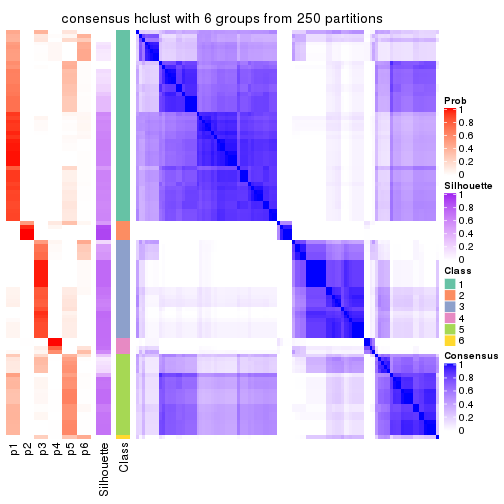 consensus hclust with 6 groups from 250 partitions
Prob
1
0.8
0.6
0.4
0.2
0
Silhouette
1
0.8
0.6
0.4
0.2
0
Class
1
2
3
4
5
6
Consensus
1
0.8
0.6
0.4
0.2
0
p1
p2
p3
p4
p5
p6
Silhouette
Class